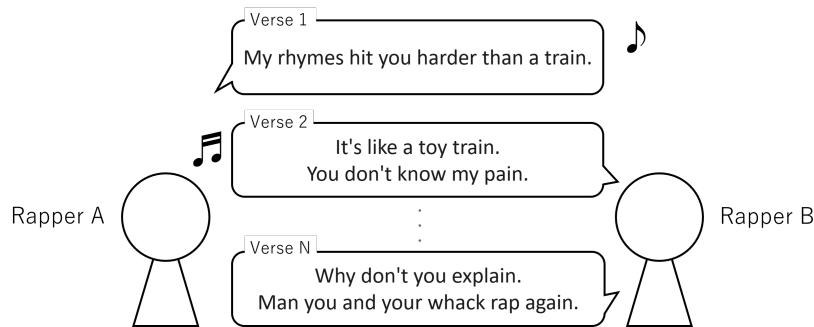 Verse 1
My rhymes hit you harder than a train.
Verse 2
It's like a toy train.
You don't know my pain.
Rapper A
Rapper B
Verse N
Why don't you explain.
Man you and your whack rap again.